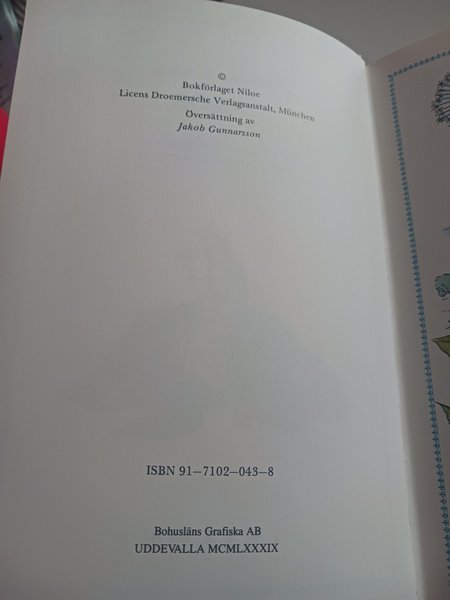 ©
Bokförlaget Niloe
Licens Droemersche Verlagsanstalt, München
Översättning av
Jakob Gunnarsson
ISBN 91–7102–043–8
Bohusläns Grafiska AB
UDDEVALLA MCMLXXXIX